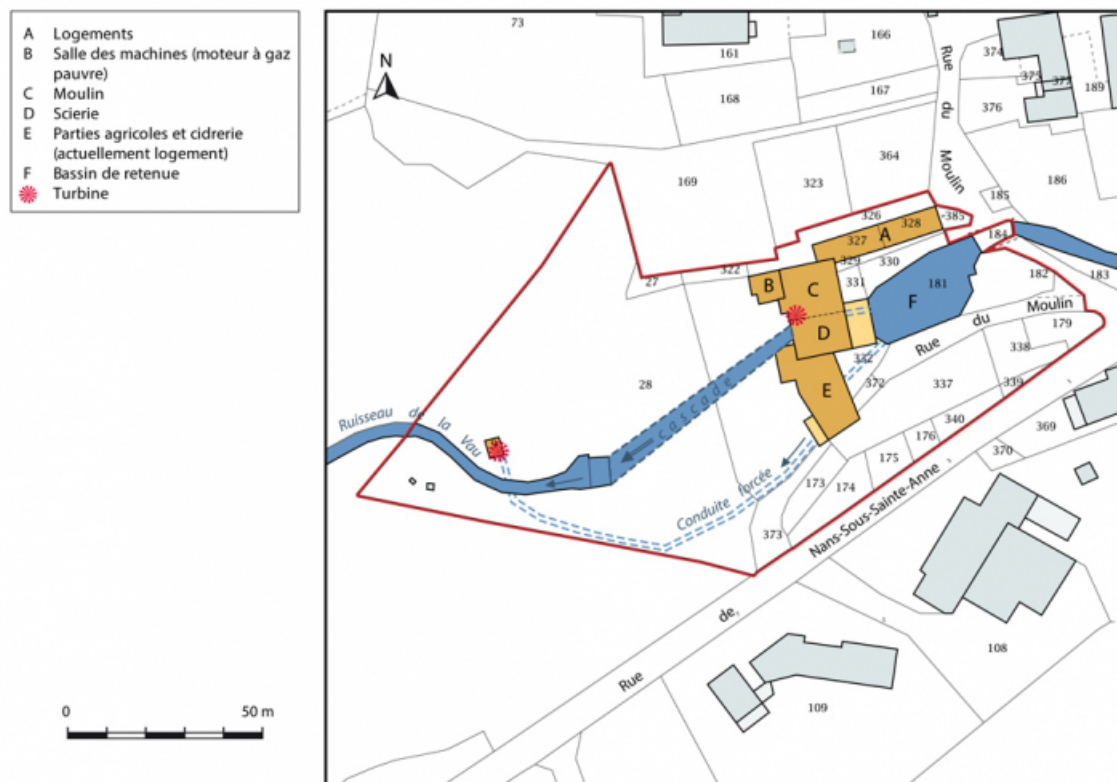 A Logements
B Salle des machines (moteur à gaz
pauvre)
C Moulin
D Scierie
E Parties agricoles et cidrerie
(actuellement logement)
F Bassin de retenue
Turbine
0 50 m
N
73
161
166
168
167
374
375
377
189
376
Rue du Moulin
169
323
364
185
186
326
328
385
327
A
184
329
330
27
322
B
C
331
181
F
182
183
Rue du Moulin
179
D
338
332
372
337
339
28
E
cascade
340
369
176
370
175
Ruisseau de la Vau
173
174
Conduite forcée
373
Rue de, Nans-Sous-Sainte-Anne
108
109